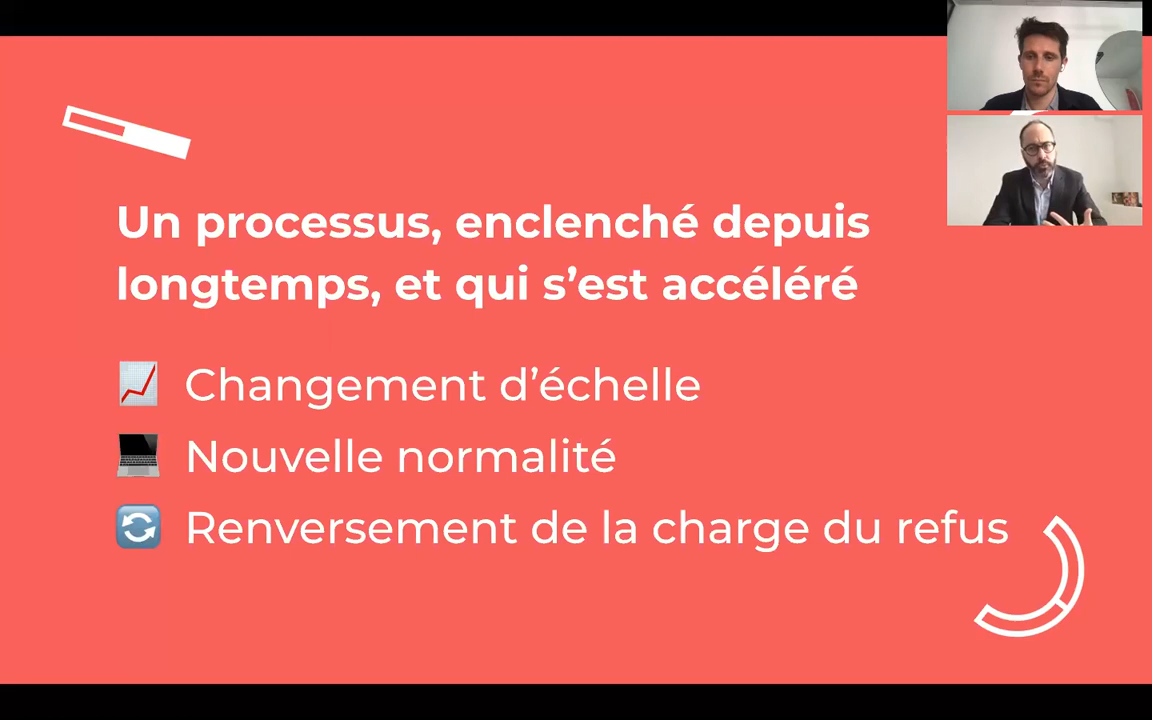 Un processus, enclenché depuis
longtemps, et qui s’est accéléré
Changement d’échelle
Nouvelle normalité
Renversement de la charge du refus